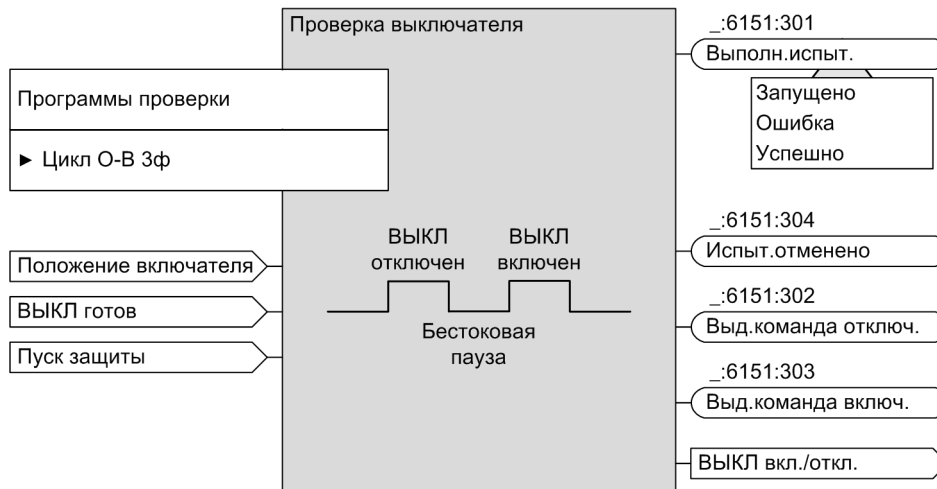 Проверка выключателя
Программы проверки
► Цикл О-В 3ф
Положение включателя
ВЫКЛ готов
Пуск защиты
ВЫКЛ
отключен
ВЫКЛ
включен
Бестоковая
пауза
_:6151:301
Выполн.испыт.
Запущено
Ошибка
Успешно
_:6151:304
Испыт.отменено
_:6151:302
Выд.команда отключ.
_:6151:303
Выд.команда включ.
ВЫКЛ вкл./откл.